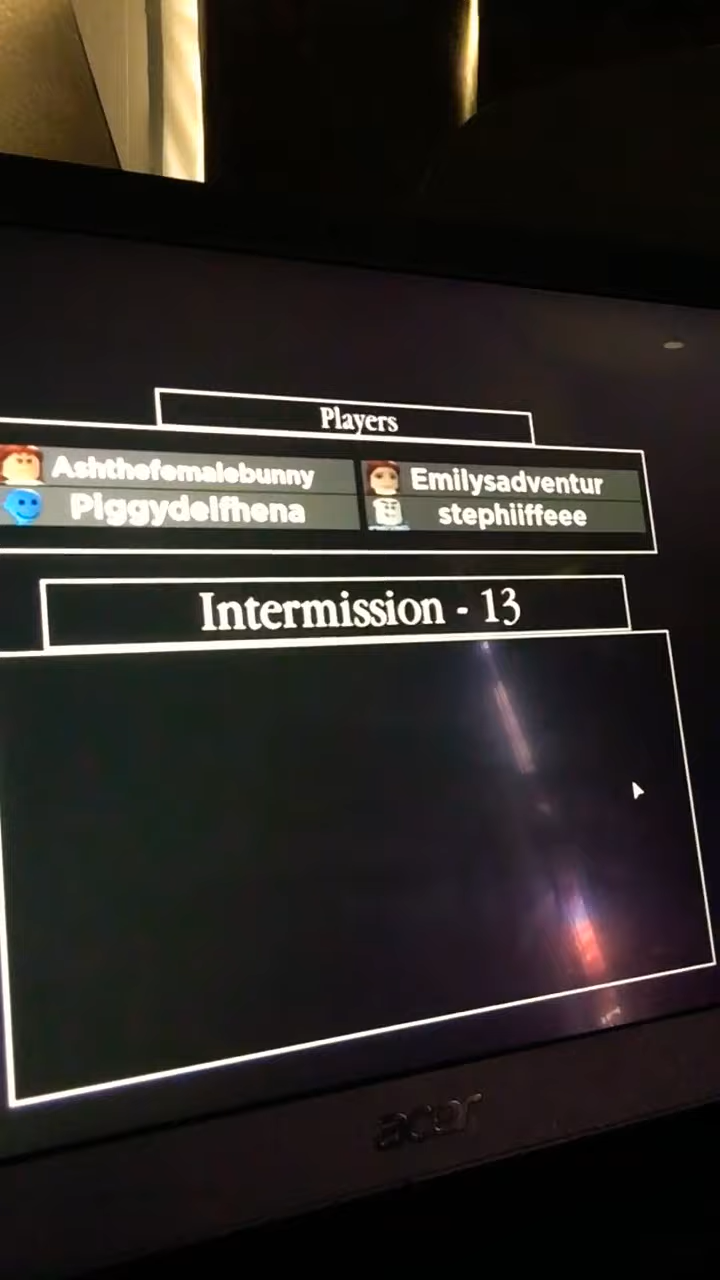 Players
Ashthefemalebunny Emilysadventur
Piggydelfhena stephiiffeee
Intermission - 13
acer